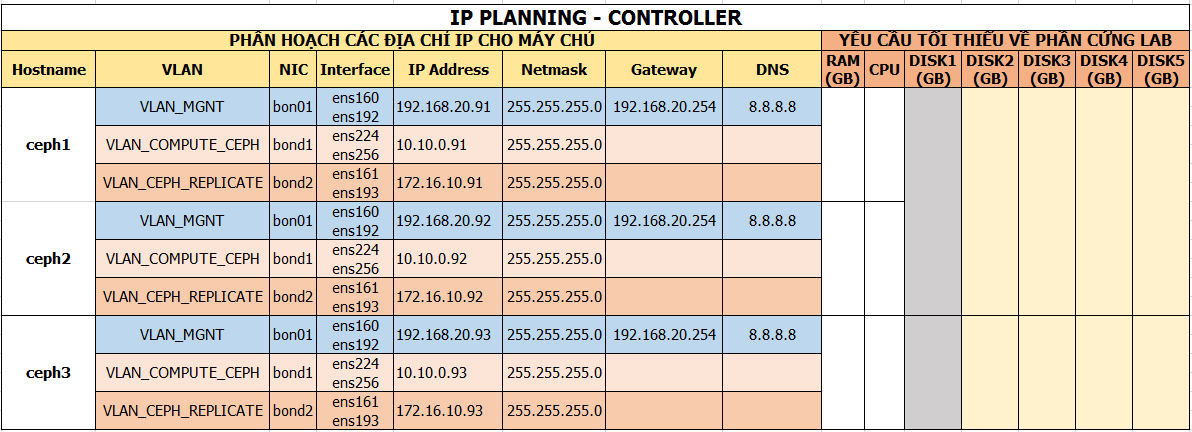 IP PLANNING - CONTROLLER
PHÂN HOẠCH CÁC ĐỊA CHỈ IP CHO MÁY CHỦ YÊU CẦU TỐI THIỂU VỀ PHẦN CỨNG LAB
Hostname VLAN NIC Interface IP Address Netmask Gateway DNS RAM (GB) CPU DISK1 (GB) DISK2 (GB) DISK3 (GB) DISK4 (GB) DISK5 (GB)
ceph1 VLAN_MGNT bon01 ens160 ens192 192.168.20.91 255.255.255.0 192.168.20.254 8.8.8.8
VLAN_COMPUTE_CEPH bond1 ens224 ens256 10.10.0.91 255.255.255.0
VLAN_CEPH_REPLICATE bond2 ens161 ens193 172.16.10.91 255.255.255.0
ceph2 VLAN_MGNT bon01 ens160 ens192 192.168.20.92 255.255.255.0 192.168.20.254 8.8.8.8
VLAN_COMPUTE_CEPH bond1 ens224 ens256 10.10.0.92 255.255.255.0
VLAN_CEPH_REPLICATE bond2 ens161 ens193 172.16.10.92 255.255.255.0
ceph3 VLAN_MGNT bon01 ens160 ens192 192.168.20.93 255.255.255.0 192.168.20.254 8.8.8.8
VLAN_COMPUTE_CEPH bond1 ens224 ens256 10.10.0.93 255.255.255.0
VLAN_CEPH_REPLICATE bond2 ens161 ens193 172.16.10.93 255.255.255.0